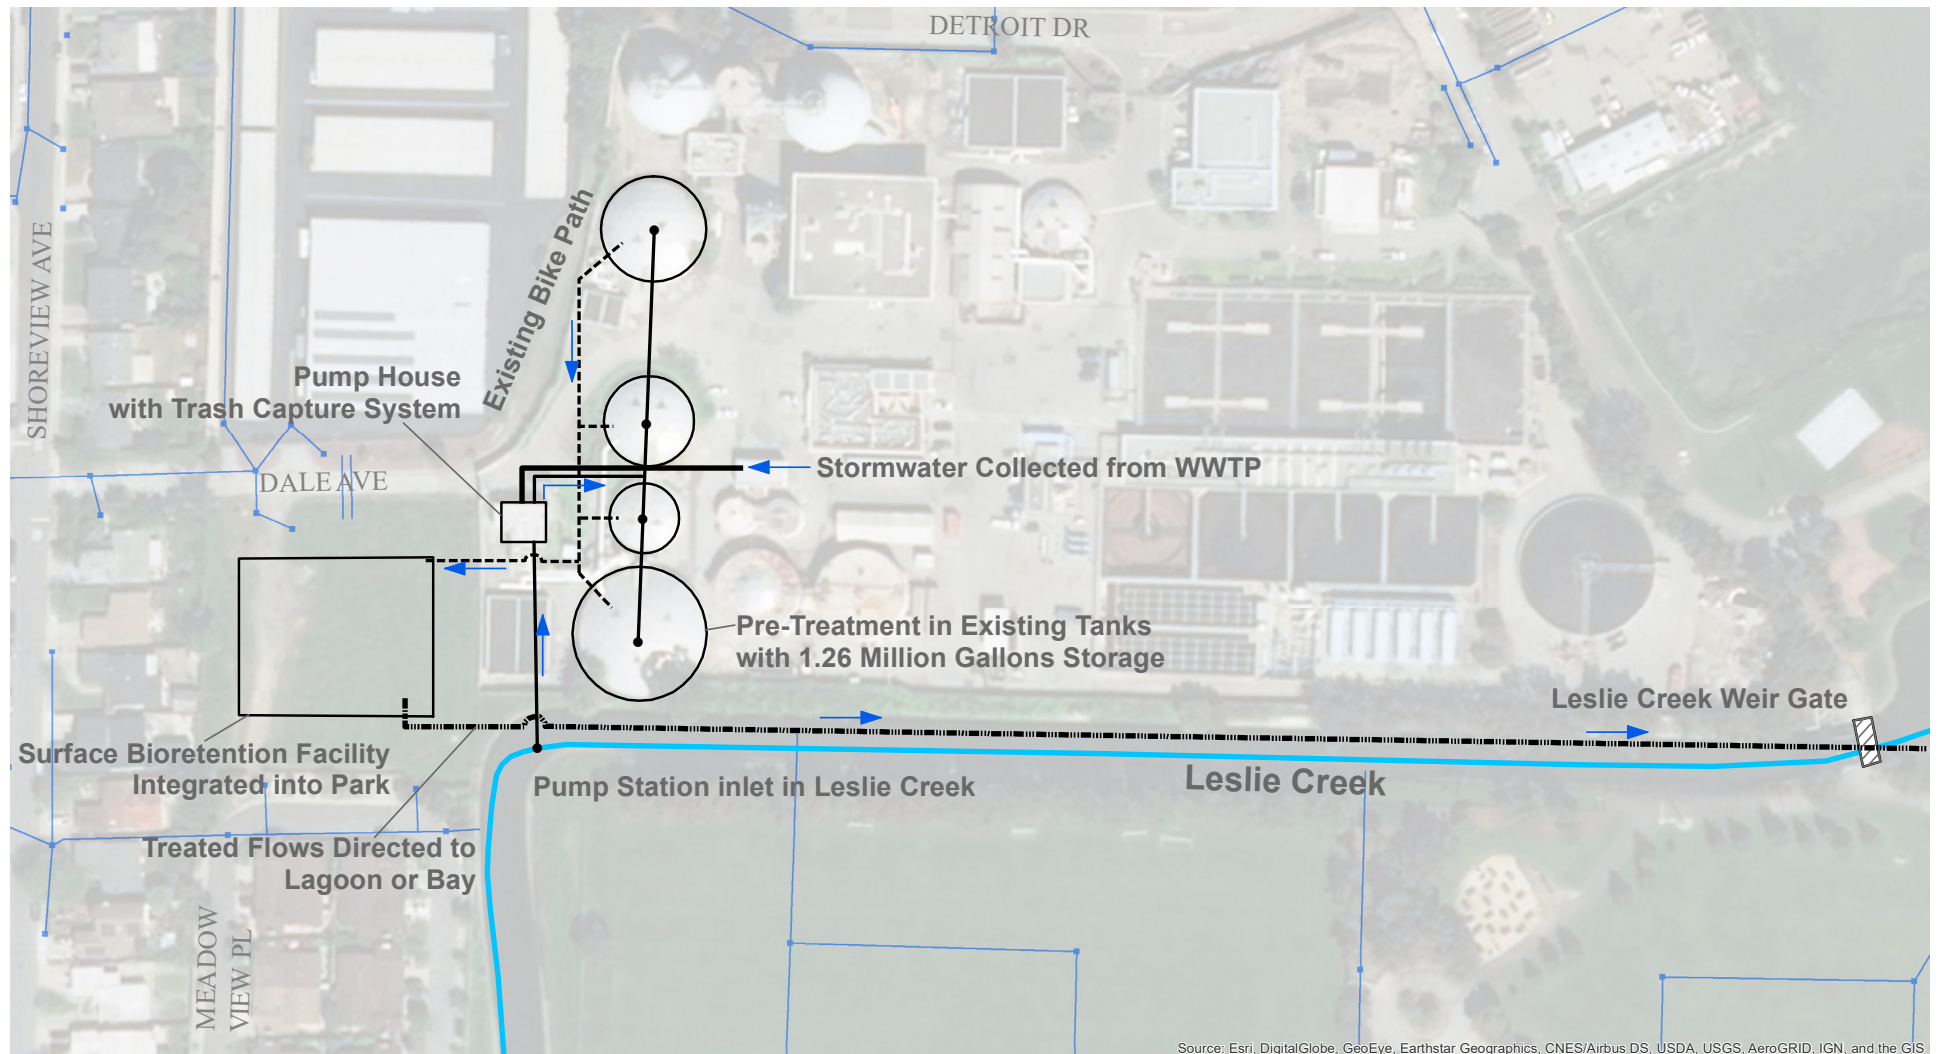 DETROIT DR
SHOREVIEW AVE
Existing Bike Path
Pump House
with Trash Capture System
Stormwater Collected from WWTP
DALE AVE
Pre-Treatment in Existing Tanks
with 1.26 Million Gallons Storage
Leslie Creek Weir Gate
Surface Bioretention Facility
Integrated into Park
Pump Station inlet in Leslie Creek
Leslie Creek
Treated Flows Directed to
Lagoon or Bay
MEADOW
VIEW PL
Source: Esri, DigitalGlobe, GeoEye, Earthstar Geographics, CNES/Airbus DS, USDA, USGS, AeroGRID, IGN, and the GIS